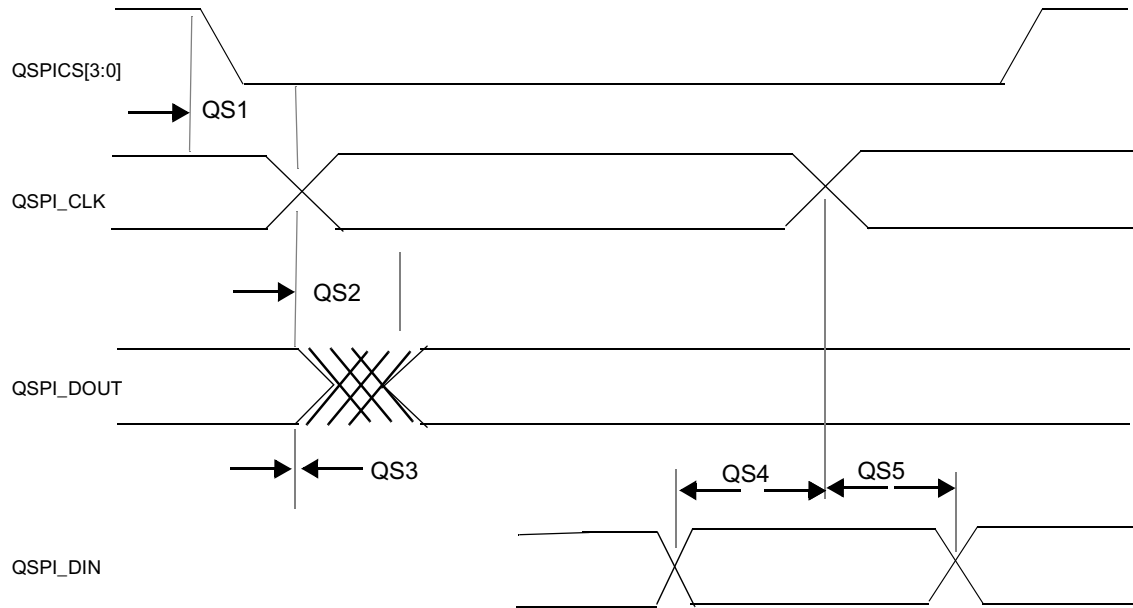 QSPICS[3:0]
QS1
QSPI_CLK
QS2
QSPI_DOUT
QS3
QS4
QS5
QSPI_DIN